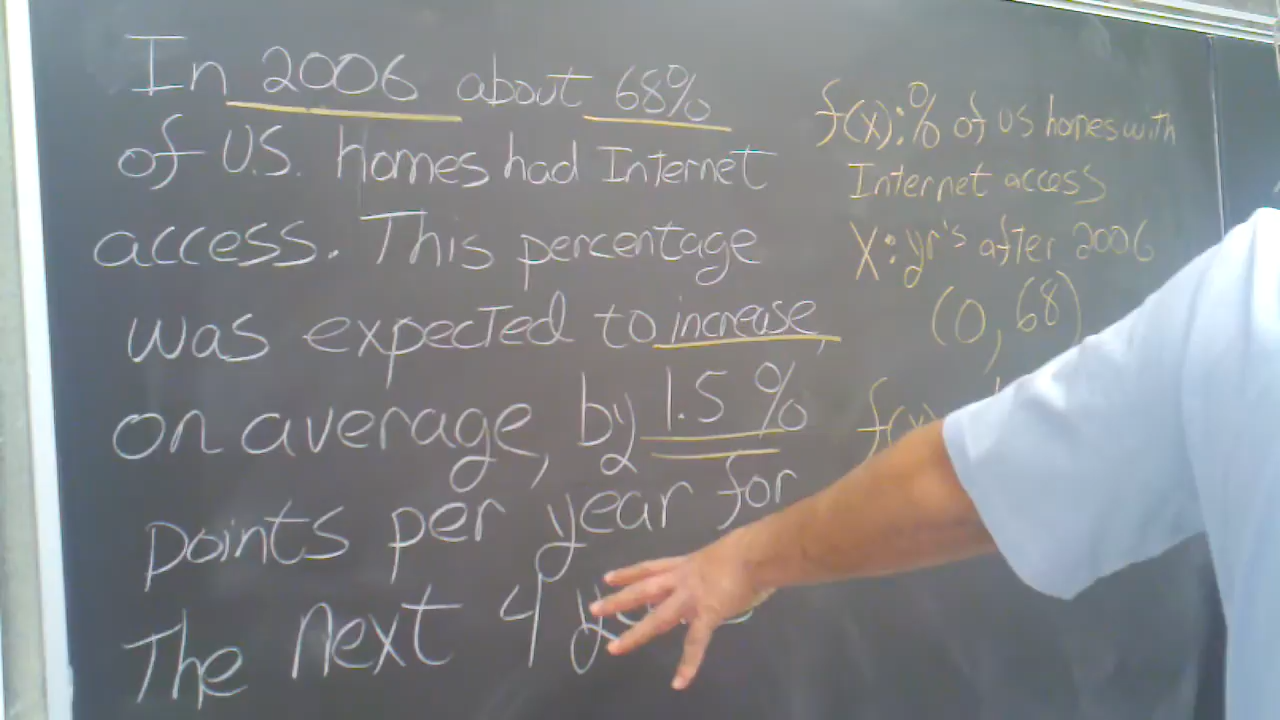 In 2006 about 68%
of U.S. homes had Internet
access. This percentage
was expected to increase,
on average, by 1.5%
points per year for
The next 4
f(x):% of US homes with
Internet access
X: yr's after 2006
(0, 68)
f(x)